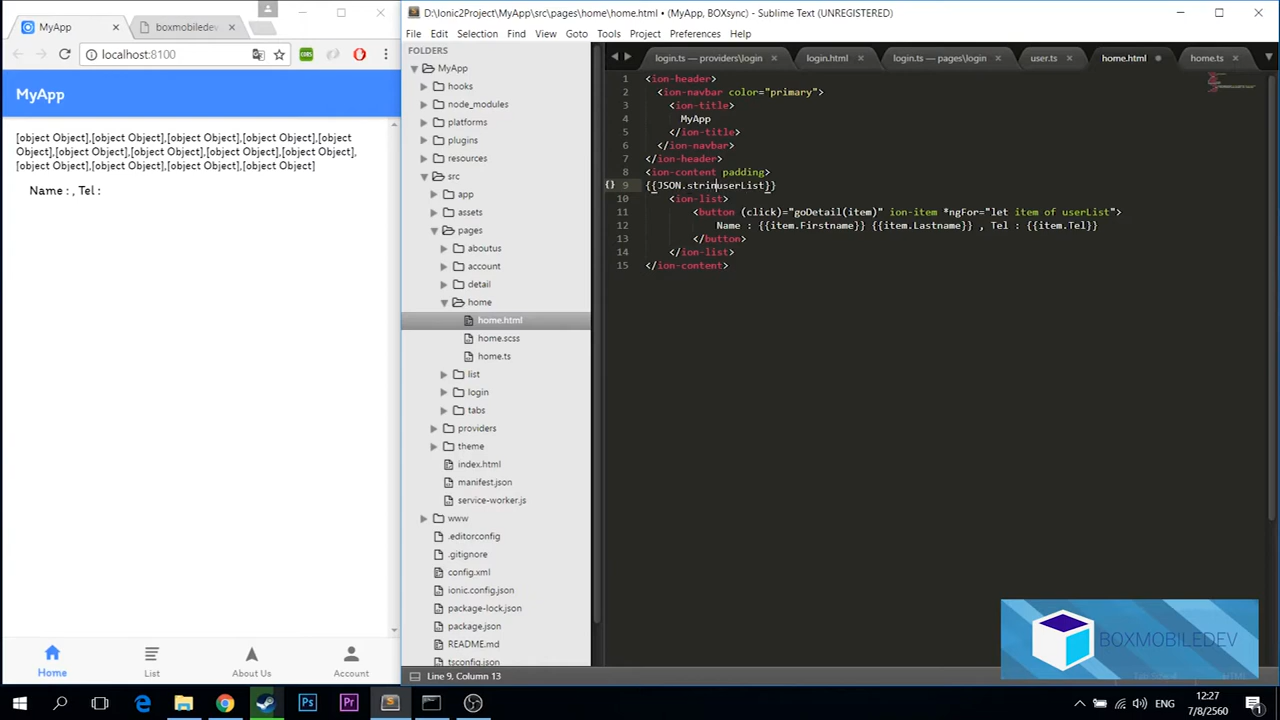 MyApp
boxmobiledev
localhost:8100
MyApp
[object Object],[object Object],[object Object],[object Object],[object
Object],[object Object],[object Object],[object Object],[object Object],
[object Object],[object Object],[object Object],[object Object]
Name : , Tel :
Home
List
About Us
Account
D:\Ionic2Project\MyApp\src\pages\home\home.html • (MyApp, BOXsync) - Sublime Text (UNREGISTERED)
File Edit Selection Find View Goto Tools Project Preferences Help
FOLDERS
MyApp
hooks
node_modules
platforms
plugins
resources
src
app
assets
pages
aboutus
account
detail
home
home.html
home.scss
home.ts
list
login
tabs
providers
theme
index.html
manifest.json
service-worker.js
www
.editorconfig
.gitignore
config.xml
ionic.config.json
package-lock.json
package.json
README.md
tsconfig.json
login.ts — providers\login
login.html
login.ts — pages\login
user.ts
home.html
home.ts
1 <ion-header>
2 <ion-navbar color="primary">
3 <ion-title>
4 MyApp
5 </ion-title>
6 </ion-navbar>
7 </ion-header>
8 <ion-content padding>
{} 9 {{JSON.strinuserList}}
10 <ion-list>
11 <button (click)="goDetail(item)" ion-item *ngFor="let item of userList">
12 Name : {{item.Firstname}} {{item.Lastname}} , Tel : {{item.Tel}}
13 </button>
14 </ion-list>
15 </ion-content>
BOXMOBILEDEV
Line 9, Column 13
Tab Size: 4
HTML
12:27
7/8/2560